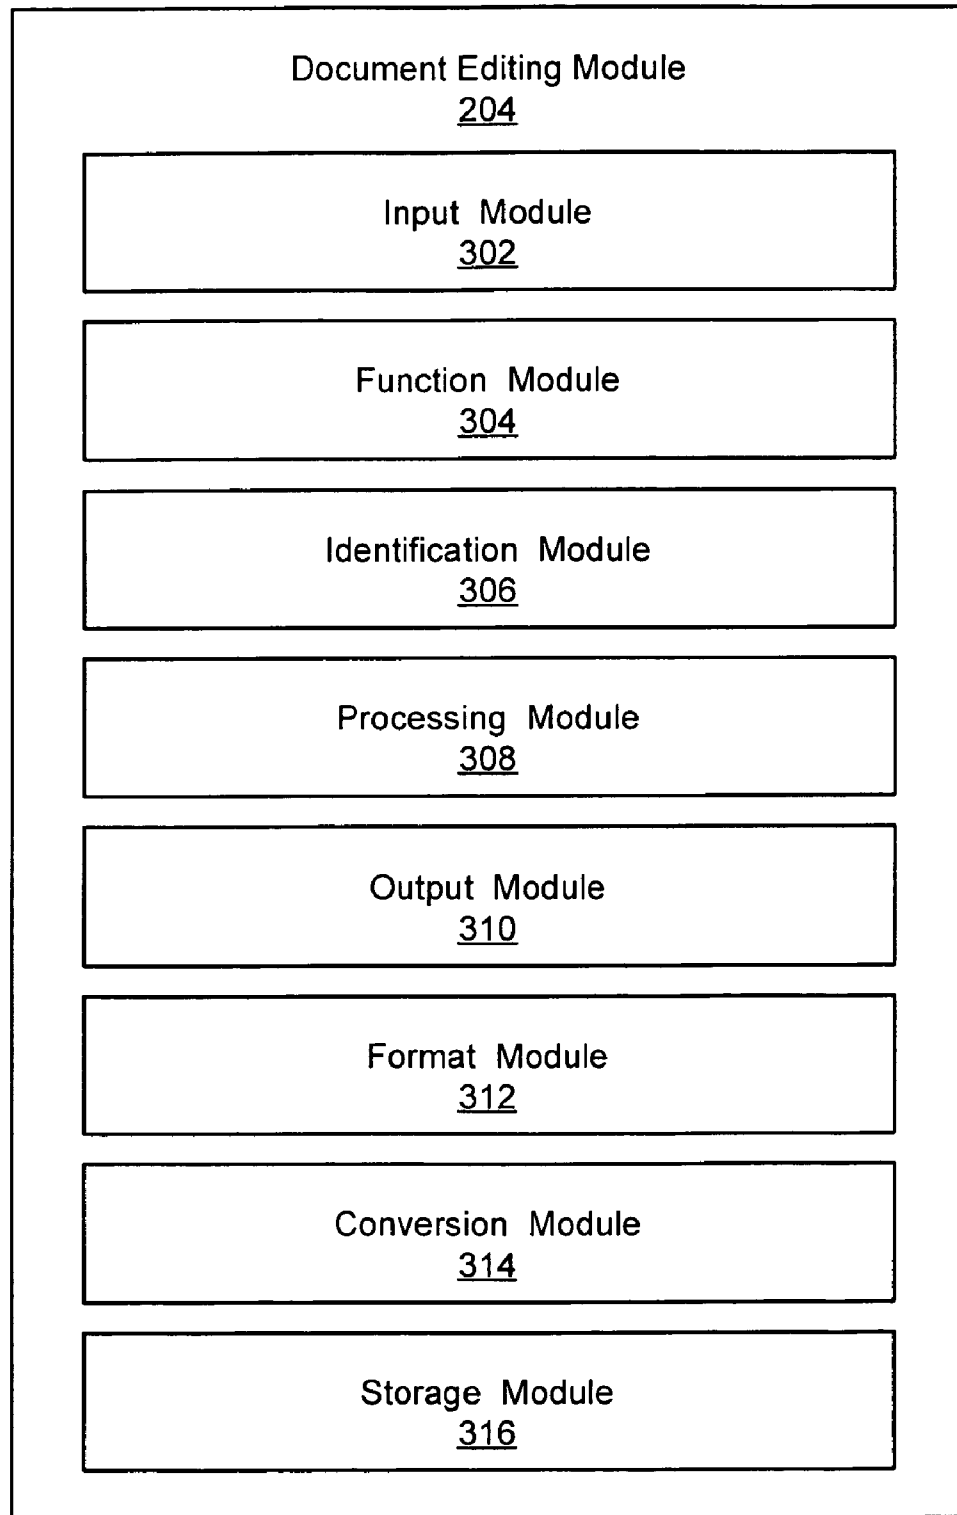 Document Editing Module
204
Input Module
302
Function Module
304
Identification Module
306
Processing Module
308
Output Module
310
Format Module
312
Conversion Module
314
Storage Module
316